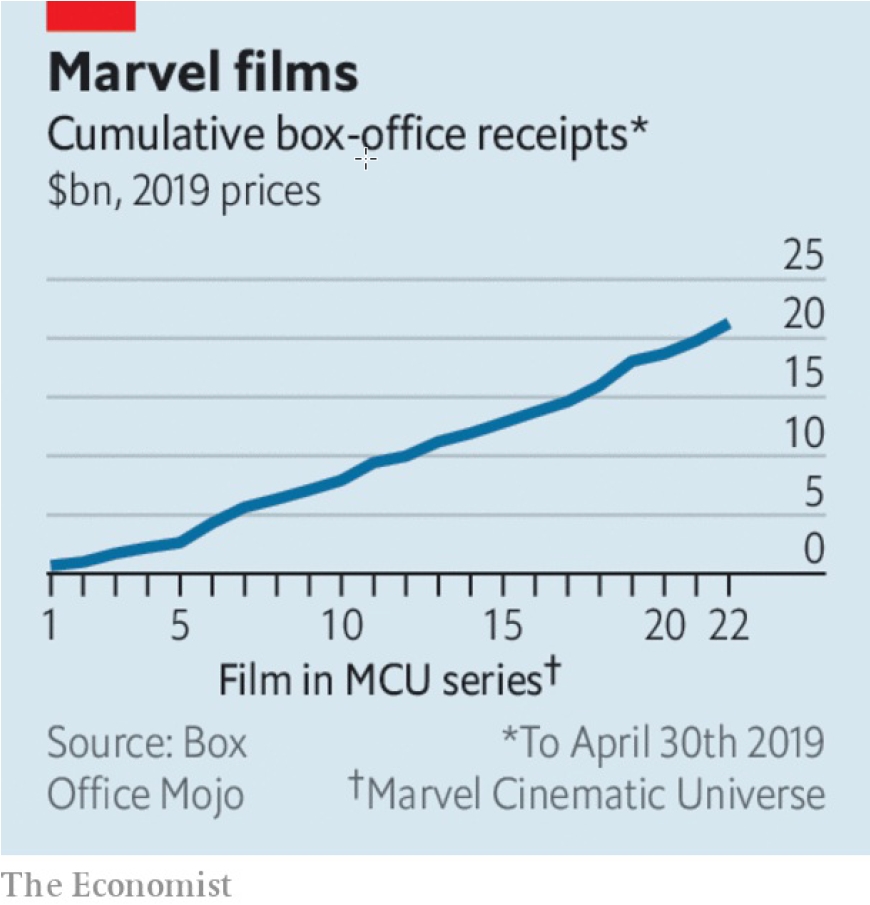 Marvel films
Cumulative box-office receipts*
$bn, 2019 prices
25
20
15
10
5
0
1 5 10 15 20 22
Film in MCU series†
Source: Box Office Mojo
*To April 30th 2019
†Marvel Cinematic Universe
The Economist